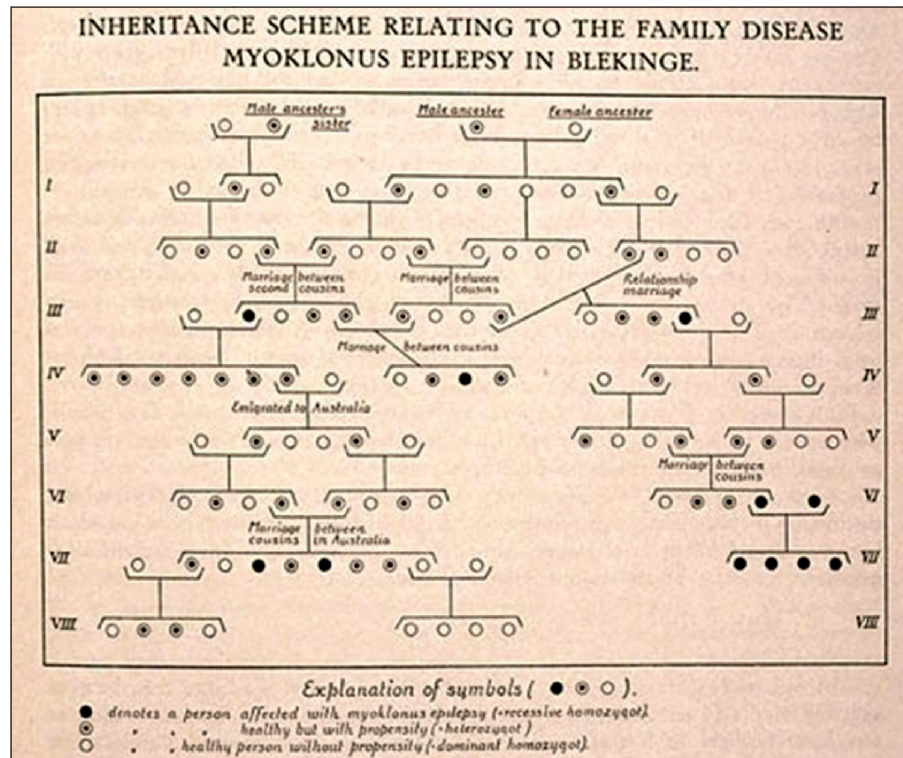 INHERITANCE SCHEME RELATING TO THE FAMILY DISEASE
MYOKLONUS EPILEPSY IN BLEKINGE.
Male ancester's
sister
Male ancester
Female ancester
I
I
II
II
Marriage between
second cousins
Marriage between
cousins
Relationship
marriage
III
III
Marriage between cousins
IV
IV
Emigrated to Australia
V
V
Marriage between
cousins
VI
VI
Marriage between
cousins in Australia
VII
VII
VIII
VIII
Explanation of symbols ( ● ◉ ○ ).
● denotes a person affected with myoklonus epilepsy (=recessive homozygot).
◉ " " " healthy but with propensity (=heterozygot)
○ " " " healthy person without propensity (=dominant homozygot).